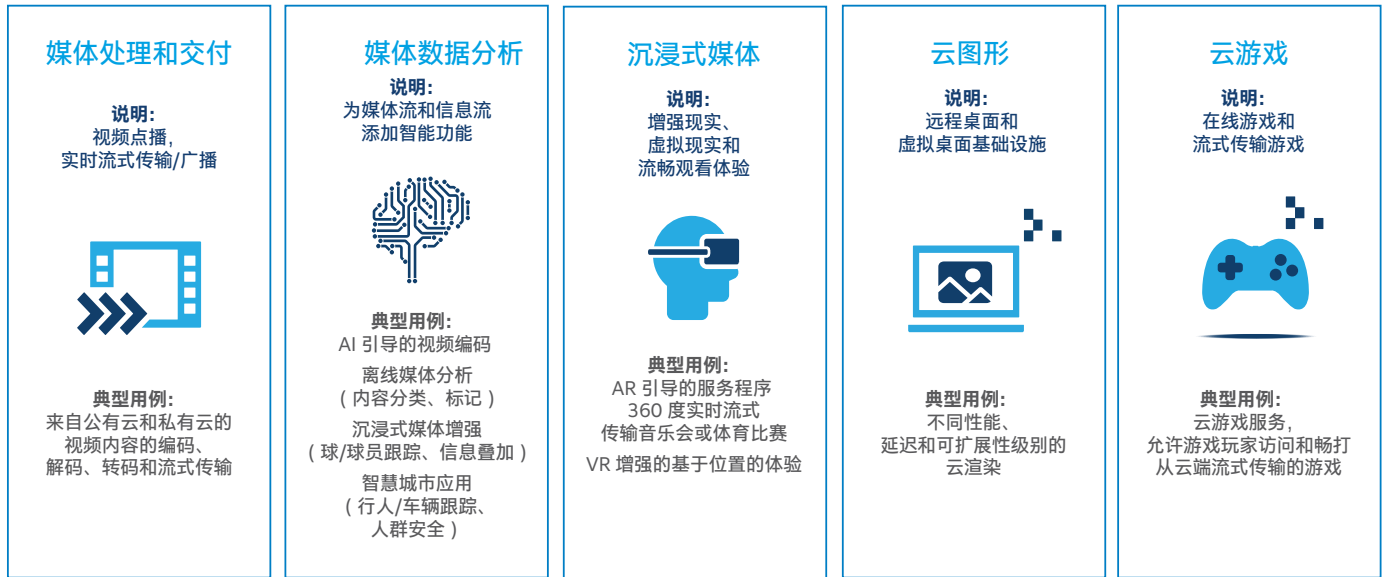 媒体处理和交付
说明：
视频点播，
实时流式传输/广播
典型用例：
来自公有云和私有云的
视频内容的编码、
解码、转码和流式传输
媒体数据分析
说明：
为媒体流和信息流
添加智能功能
典型用例：
AI 引导的视频编码
离线媒体分析
（内容分类、标记）
沉浸式媒体增强
（球/球员跟踪、信息叠加）
智慧城市应用
（行人/车辆跟踪、
人群安全）
沉浸式媒体
说明：
增强现实、
虚拟现实和
流畅观看体验
典型用例：
AR 引导的服务程序
360 度实时流式
传输音乐会或体育比赛
VR 增强的基于位置的体验
云图形
说明：
远程桌面和
虚拟桌面基础设施
典型用例：
不同性能、
延迟和可扩展性级别的
云渲染
云游戏
说明：
在线游戏和
流式传输游戏
典型用例：
云游戏服务，
允许游戏玩家访问和畅打
从云端流式传输的游戏